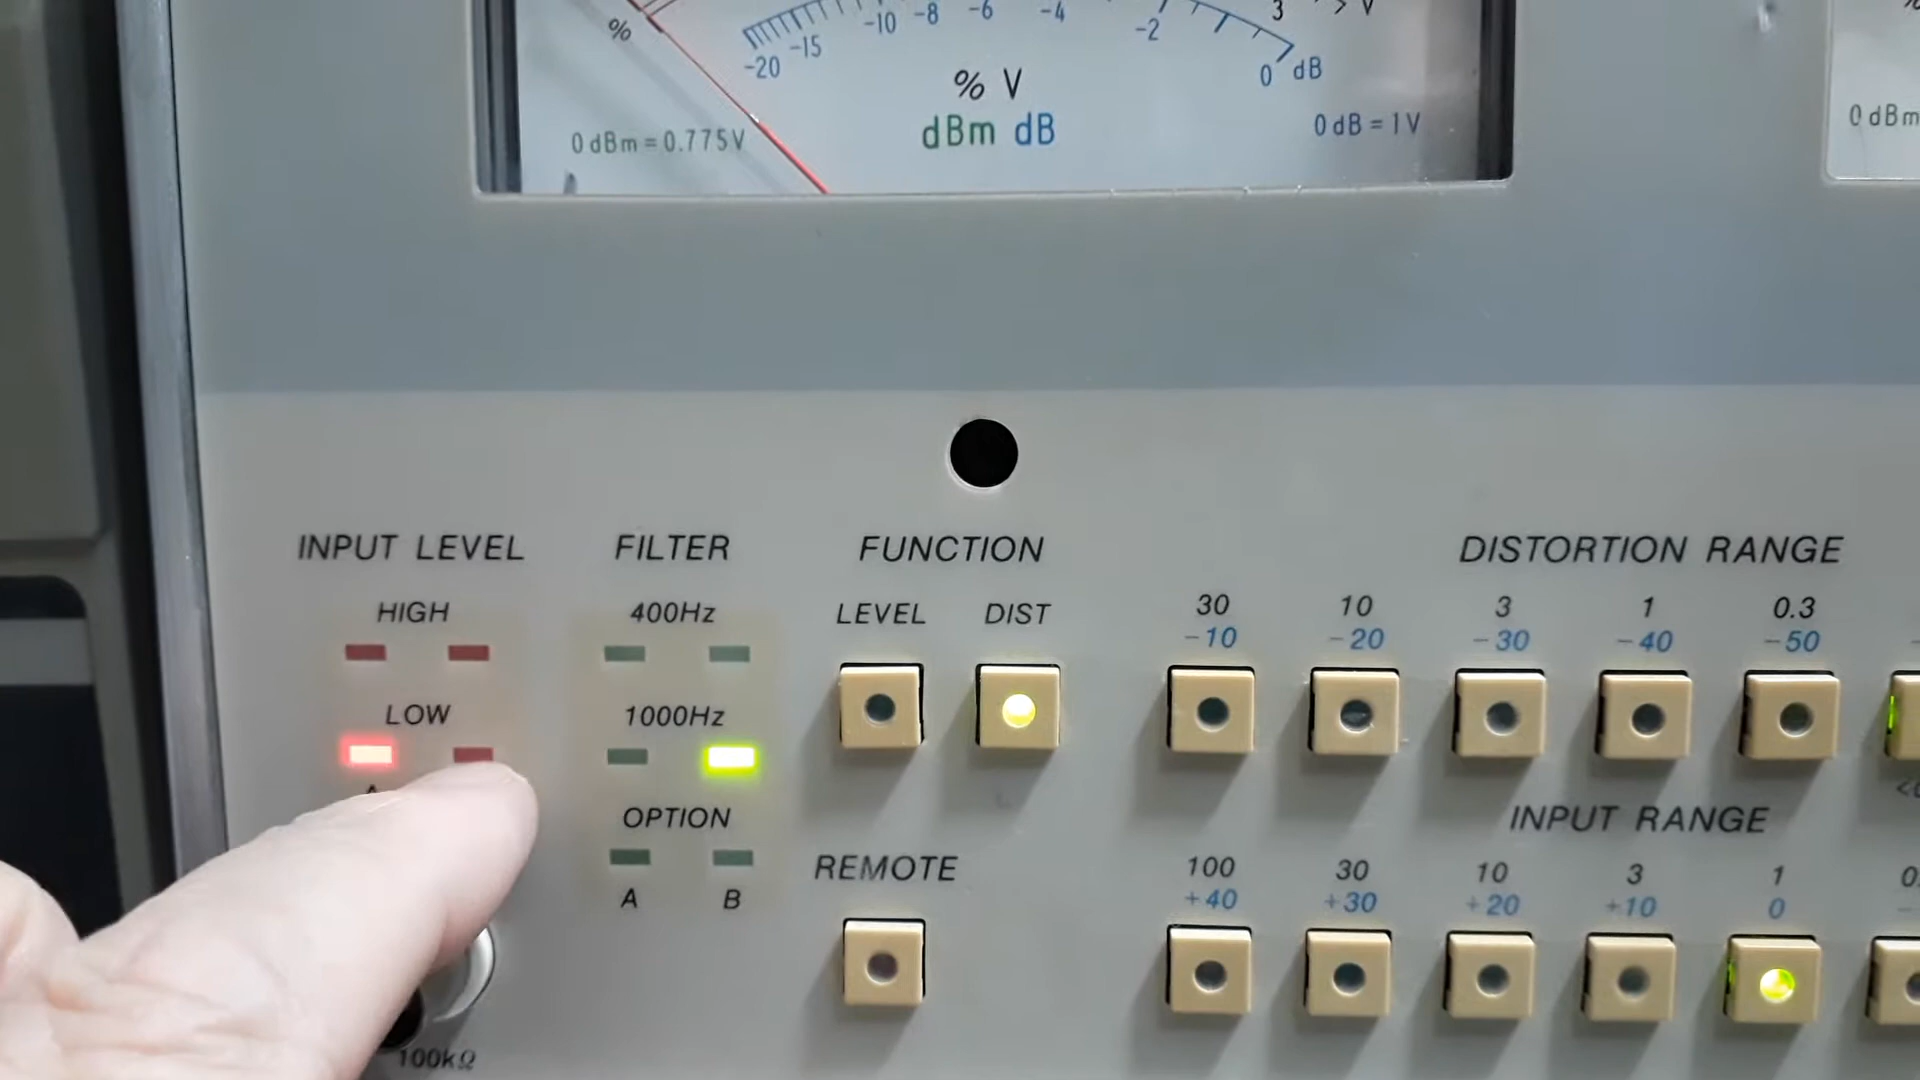 %
-20 -15 -10 -8 -6 -4 -2 0 dB
3
V
% V
dBm dB
0 dBm = 0.775V
0 dB = 1V
0 dBm
INPUT LEVEL
HIGH
LOW
FILTER
400Hz
1000Hz
OPTION
A B
FUNCTION
LEVEL DIST
REMOTE
DISTORTION RANGE
30 10 3 1 0.3
-10 -20 -30 -40 -50
INPUT RANGE
100 30 10 3 1
+40 +30 +20 +10 0
100kΩ